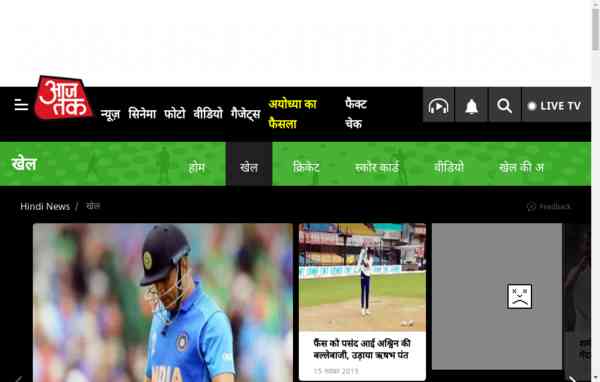 आज
तक
न्यूज़ सिनेमा फोटो वीडियो गैजेट्स
अयोध्या का
फैसला
फैक्ट
चेक
LIVE TV
खेल
होम खेल क्रिकेट स्कोर कार्ड वीडियो खेल की अ
Hindi News / खेल
Feedback
INDIA
फैंस को पसंद आई अश्विन की
बल्लेबाजी, उड़ाया ऋषभ पंत
15 नवंबर 2019